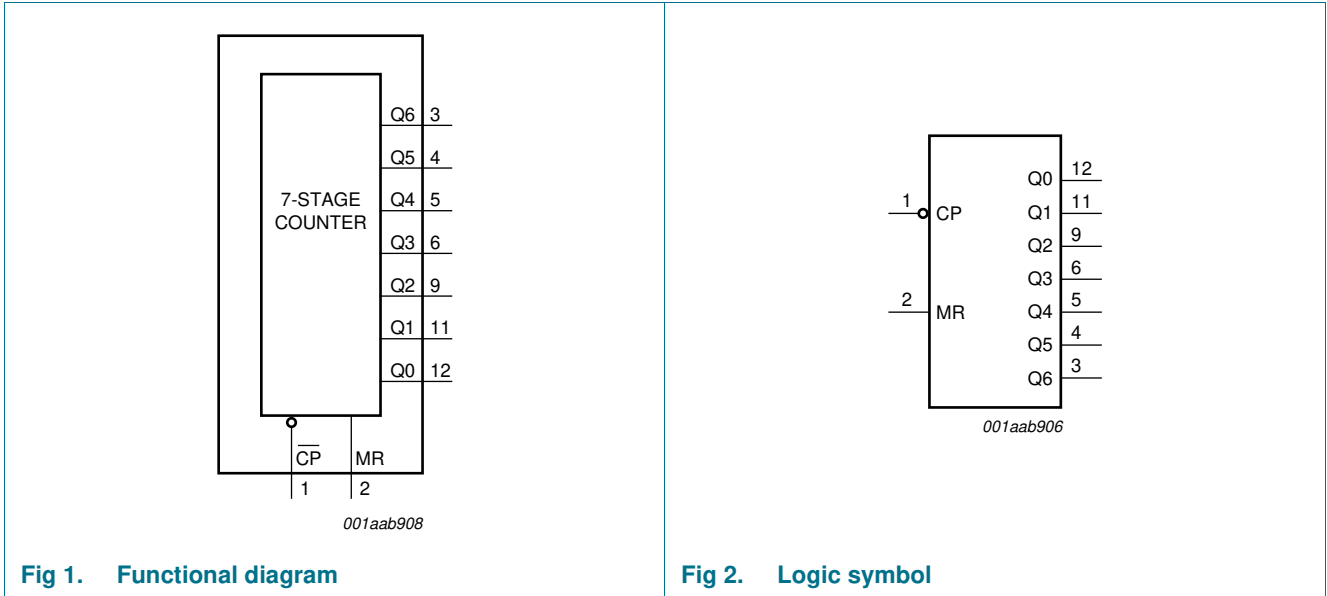 Q6 3
Q5 4
7-STAGE
COUNTER
Q4 5
Q3 6
Q2 9
Q1 11
Q0 12
C̅P̅ MR
1 2
001aab908
Fig 1. Functional diagram
Q0 12
1 CP
Q1 11
Q2 9
Q3 6
2 MR
Q4 5
Q5 4
Q6 3
001aab906
Fig 2. Logic symbol